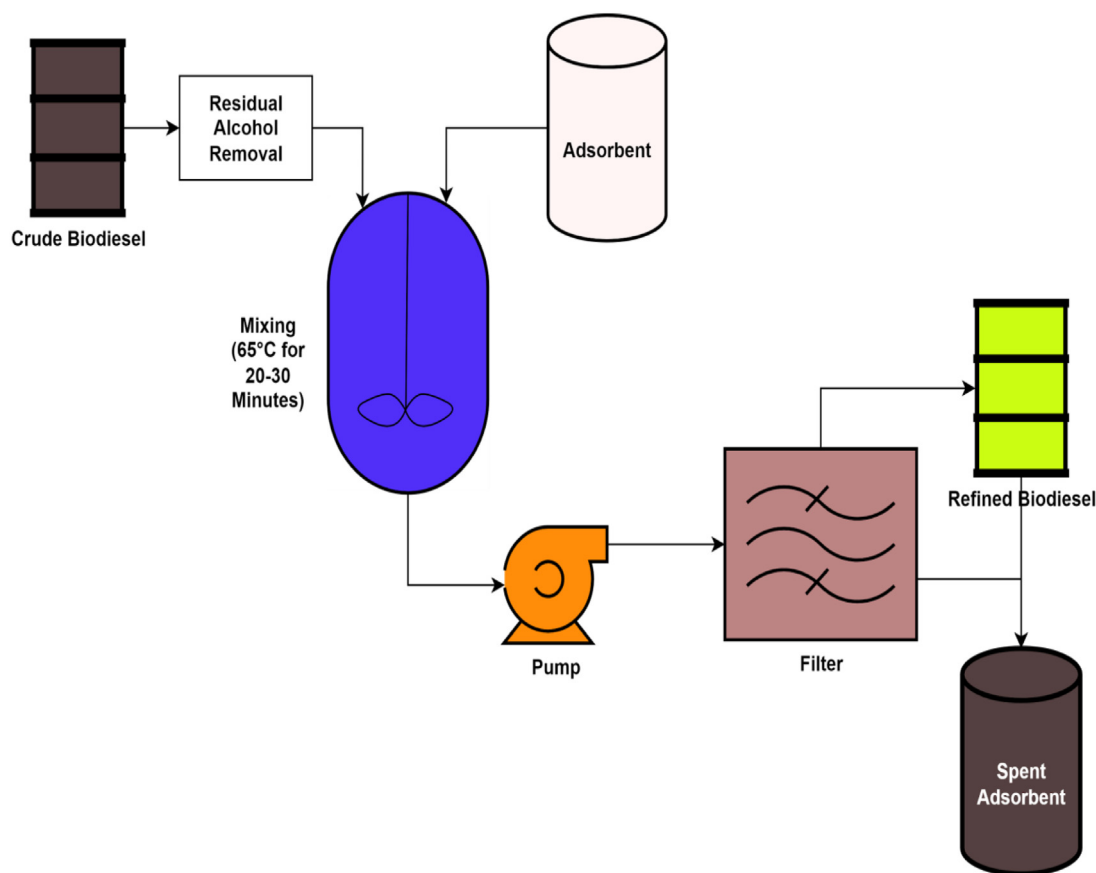 Residual
Alcohol
Removal
Adsorbent
Crude Biodiesel
Mixing
(65°C for
20-30
Minutes)
Refined Biodiesel
Pump
Filter
Spent
Adsorbent